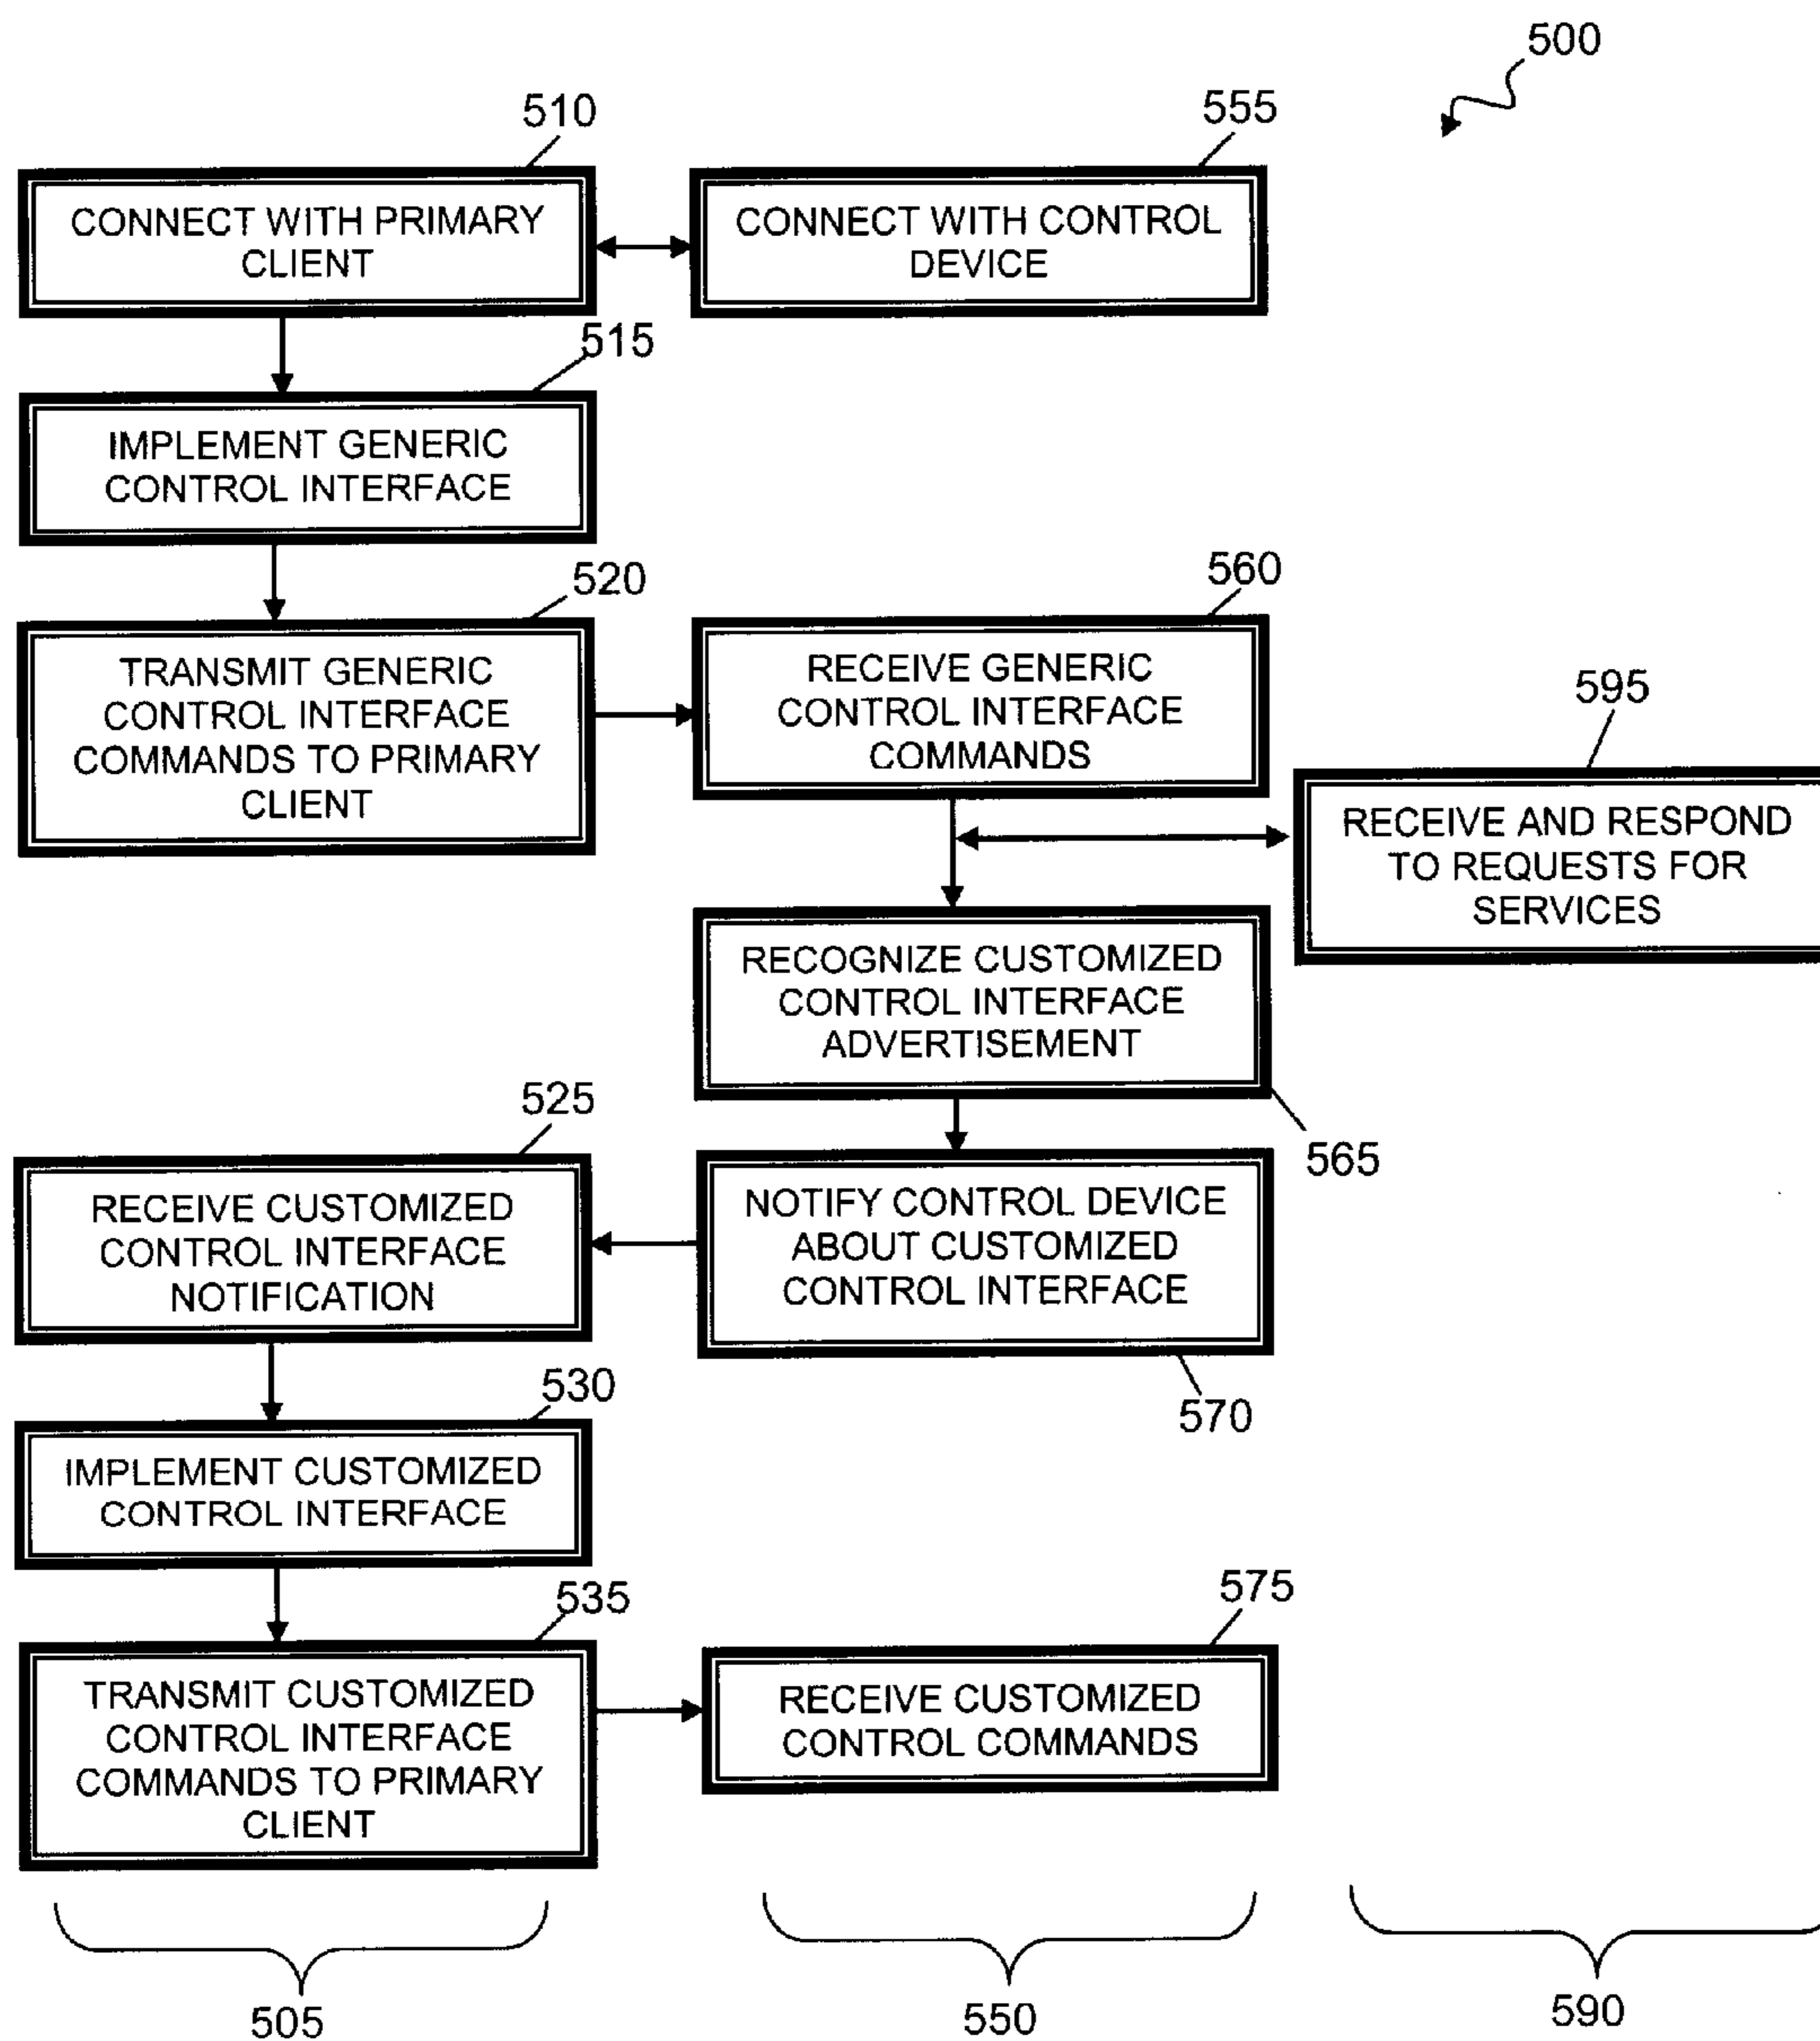 500
510
CONNECT WITH PRIMARY
CLIENT
555
CONNECT WITH CONTROL
DEVICE
515
IMPLEMENT GENERIC
CONTROL INTERFACE
520
TRANSMIT GENERIC
CONTROL INTERFACE
COMMANDS TO PRIMARY
CLIENT
560
RECEIVE GENERIC
CONTROL INTERFACE
COMMANDS
595
RECEIVE AND RESPOND
TO REQUESTS FOR
SERVICES
RECOGNIZE CUSTOMIZED
CONTROL INTERFACE
ADVERTISEMENT
565
525
RECEIVE CUSTOMIZED
CONTROL INTERFACE
NOTIFICATION
NOTIFY CONTROL DEVICE
ABOUT CUSTOMIZED
CONTROL INTERFACE
570
530
IMPLEMENT CUSTOMIZED
CONTROL INTERFACE
535
TRANSMIT CUSTOMIZED
CONTROL INTERFACE
COMMANDS TO PRIMARY
CLIENT
575
RECEIVE CUSTOMIZED
CONTROL COMMANDS
505
550
590